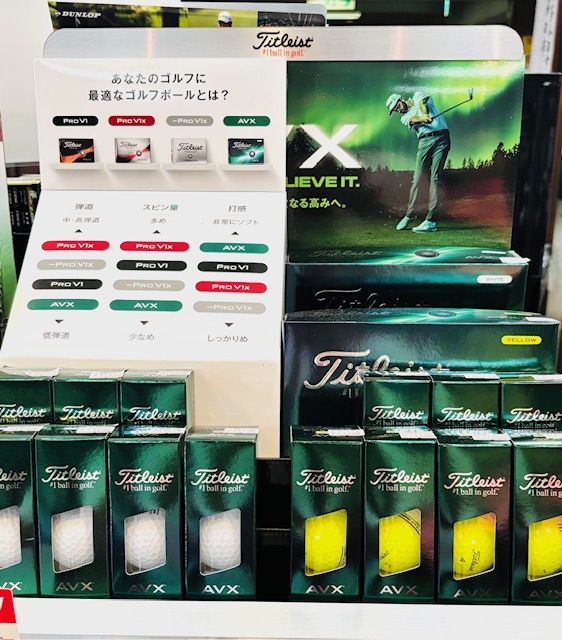 DUNLOP
Titleist
#1 ball in golf.
あなたのゴルフに
最適なゴルフボールとは？
PRO V1 PRO V1x –PRO V1x AVX
Titleist
弾道 スピン量 打感
中・高弾道 多め 非常にソフト
PRO V1x PRO V1x AVX
–PRO V1x PRO V1 PRO V1
PRO V1 –PRO V1x PRO V1x
AVX AVX –PRO V1x
低弾道 少なめ しっかりめ
LIEVE IT.
なる高みへ。
WHITE
Titleist
YELLOW
Titleist
Titleist
Titleist
Titleist
Titleist
Titleist
Titleist
#1 ball in golf.
Titleist
#1 ball in golf.
Titleist
#1 ball in golf.
Titleist
#1 ball in golf.
Titleist
#1 ball in golf.
Titleist
#1 ball in golf.
AVX
AVX
AVX
AVX
AVX
AVX
AVX